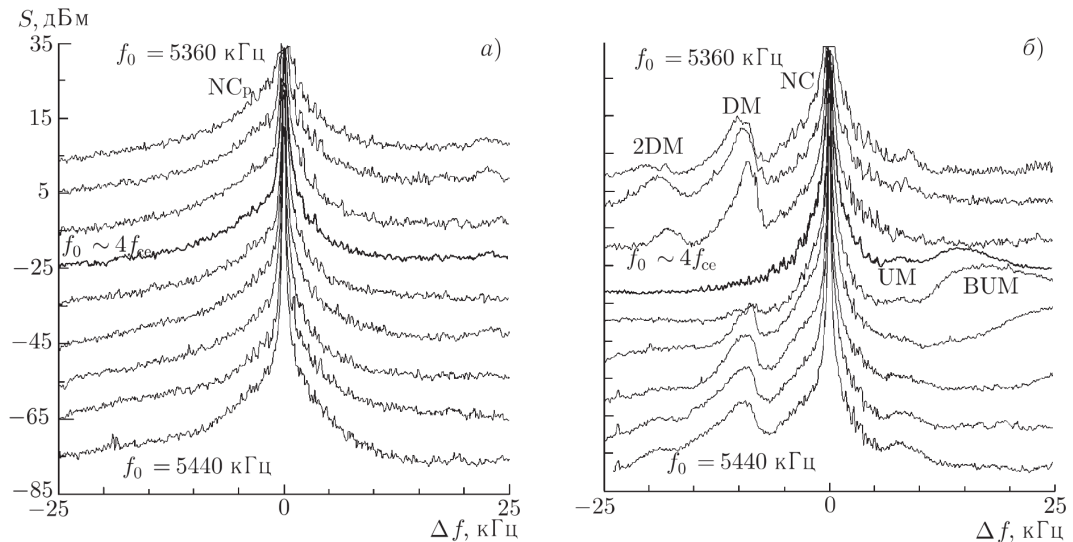 S, дБм
35
15
5
−5
−25
−45
−65
−85
f₀ = 5360 кГц
а)
NCp
f₀ ∼ 4fce
f₀ = 5440 кГц
−25
0
25
Δf, кГц
f₀ = 5360 кГц
б)
NC
DM
2DM
f₀ ∼ 4fce
UM
BUM
f₀ = 5440 кГц
−25
0
25
Δf, кГц